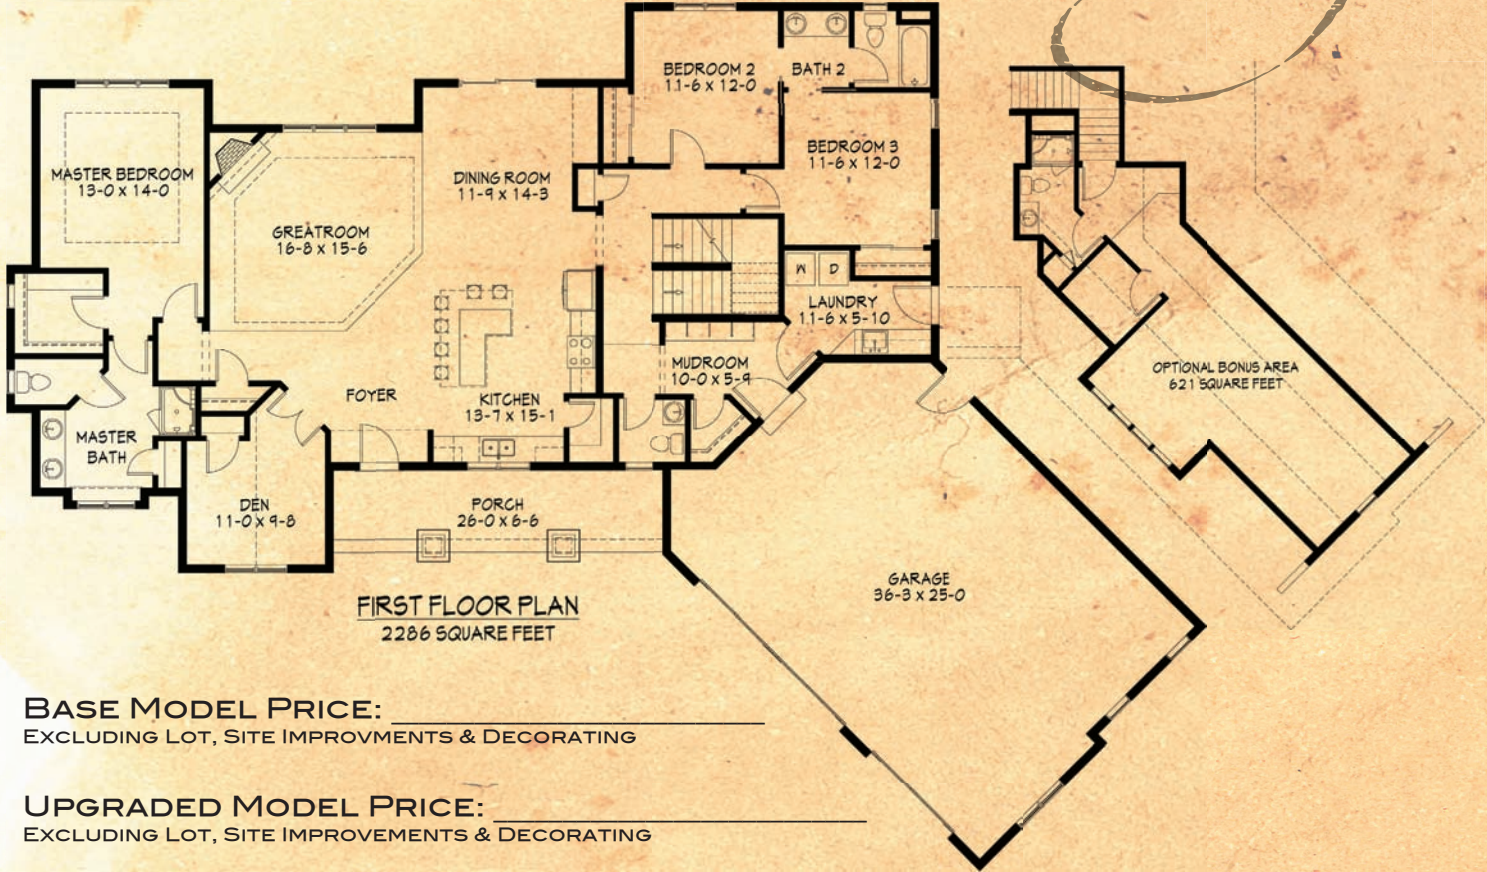 BEDROOM 2
11-6 x 12-0
BATH 2
BEDROOM 3
11-6 x 12-0
MASTER BEDROOM
13-0 x 14-0
DINING ROOM
11-9 x 14-3
GREATROOM
16-8 x 15-6
W D
LAUNDRY
11-6 x 5-10
MUDROOM
10-0 x 5-9
OPTIONAL BONUS AREA
621 SQUARE FEET
FOYER
KITCHEN
13-7 x 15-1
MASTER
BATH
DEN
11-0 x 9-8
PORCH
26-0 x 6-6
GARAGE
36-3 x 25-0
FIRST FLOOR PLAN
2286 SQUARE FEET
BASE MODEL PRICE: ____________________
EXCLUDING LOT, SITE IMPROVMENTS & DECORATING
UPGRADED MODEL PRICE: ____________________
EXCLUDING LOT, SITE IMPROVEMENTS & DECORATING